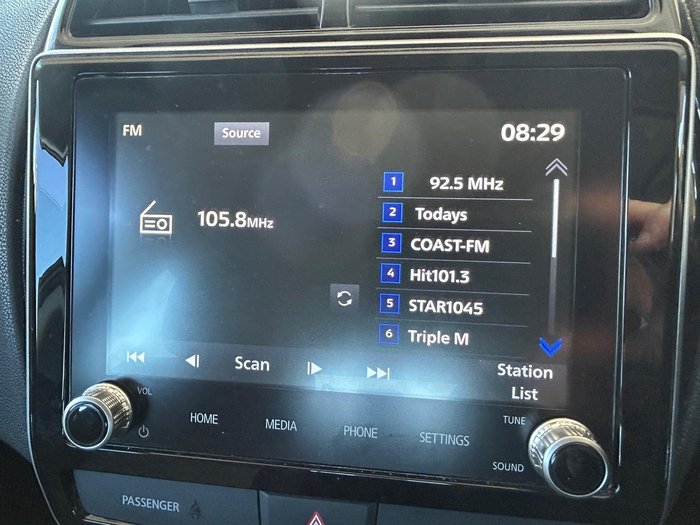 FM
Source
08:29
105.8MHz
1 92.5 MHz
2 Todays
3 COAST-FM
4 Hit101.3
5 STAR1045
6 Triple M
Scan
Station
List
VOL
HOME
MEDIA
PHONE
SETTINGS
TUNE
SOUND
PASSENGER